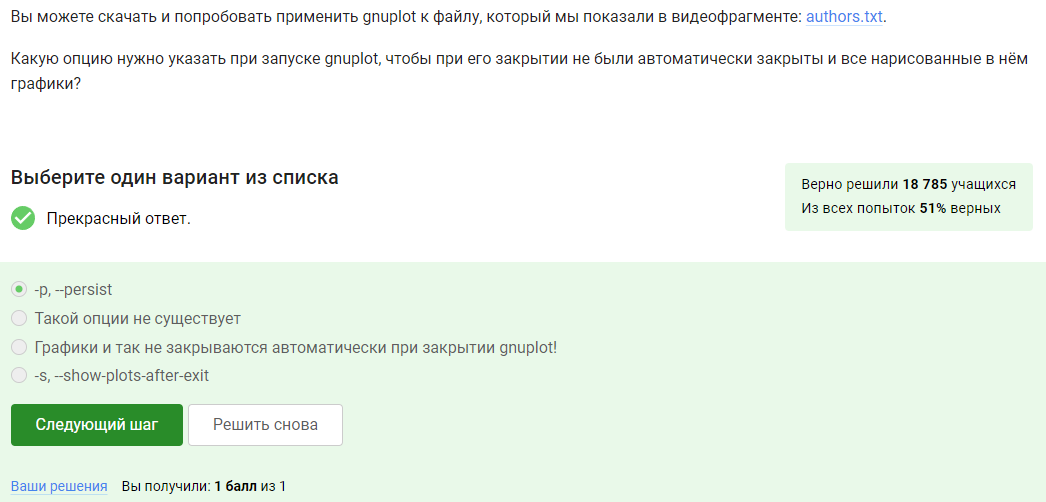 Вы можете скачать и попробовать применить gnuplot к файлу, который мы показали в видеофрагменте: authors.txt.
Какую опцию нужно указать при запуске gnuplot, чтобы при его закрытии не были автоматически закрыты и все нарисованные в нём
графики?
Выберите один вариант из списка
Верно решили 18 785 учащихся
Из всех попыток 51% верных
Прекрасный ответ.
-p, --persist
Такой опции не существует
Графики и так не закрываются автоматически при закрытии gnuplot!
-s, --show-plots-after-exit
Следующий шаг
Решить снова
Ваши решения Вы получили: 1 балл из 1